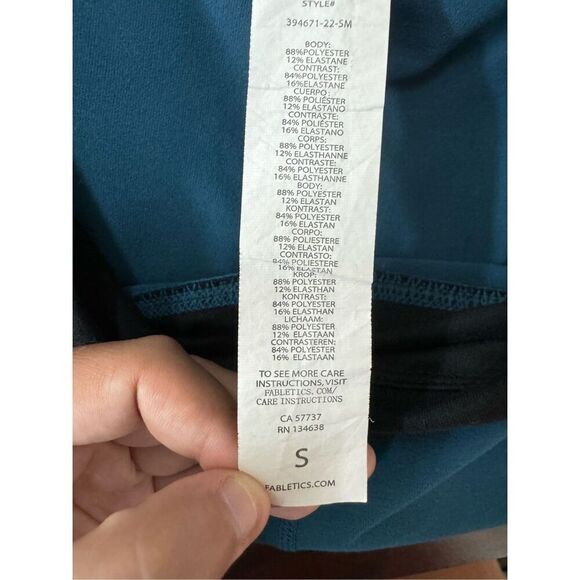 STYLE#
394671-22-SM
BODY:
88%POLYESTER
12% ELASTANE
CONTRAST:
84%POLYESTER
16%ELASTANE
CUERPO:
88% POLIÉSTER
12% ELASTANO
CONTRASTE:
84% POLIÉSTER
16% ELASTANO
CORPS:
88% POLYESTER
12% ELASTHANNE
CONTRASTE:
84% POLYESTER
16% ELASTHANNE
BODY:
88% POLYESTER
12% ELASTAN
KONTRAST:
84% POLYESTER
16% ELASTAN
CORPO:
88% POLIESTERE
12% ELASTAN
CONTRASTO:
84% POLIESTERE
16% ELASTAN
KROP:
88% POLYESTER
12% ELASTHAN
KONTRAST:
84% POLYESTER
16% ELASTHAN
LICHAAM:
88% POLYESTER
12% ELASTAAN
CONTRASTEREN:
84% POLYESTER
16% ELASTAAN
TO SEE MORE CARE
INSTRUCTIONS, VISIT
FABLETICS.COM/
CARE INSTRUCTIONS
CA 57737
RN 134638
S
FABLETICS.COM